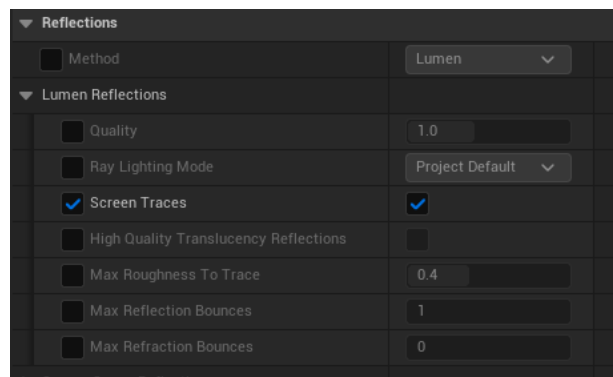 Reflections
Method Lumen
Lumen Reflections
Quality 1.0
Ray Lighting Mode Project Default
Screen Traces
High Quality Translucency Reflections
Max Roughness To Trace 0.4
Max Reflection Bounces 1
Max Refraction Bounces 0